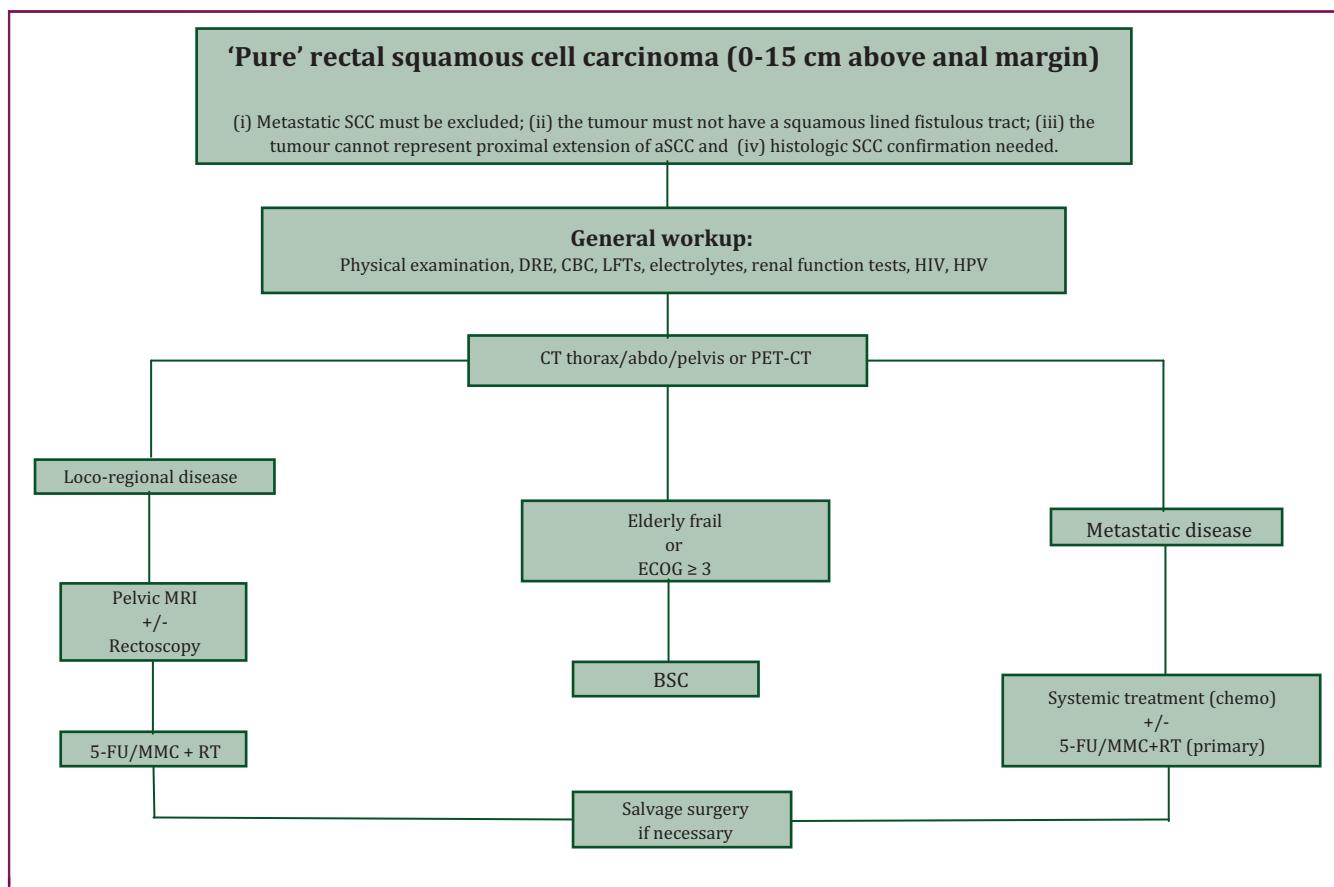 ‘Pure’ rectal squamous cell carcinoma (0-15 cm above anal margin)
(i) Metastatic SCC must be excluded; (ii) the tumour must not have a squamous lined fistulous tract; (iii) the
tumour cannot represent proximal extension of aSCC and (iv) histologic SCC confirmation needed.
General workup:
Physical examination, DRE, CBC, LFTs, electrolytes, renal function tests, HIV, HPV
CT thorax/abdo/pelvis or PET-CT
Loco-regional disease
Pelvic MRI
+/-
Rectoscopy
5-FU/MMC + RT
Elderly frail
or
ECOG ≥ 3
BSC
Metastatic disease
Systemic treatment (chemo)
+/-
5-FU/MMC+RT (primary)
Salvage surgery
if necessary